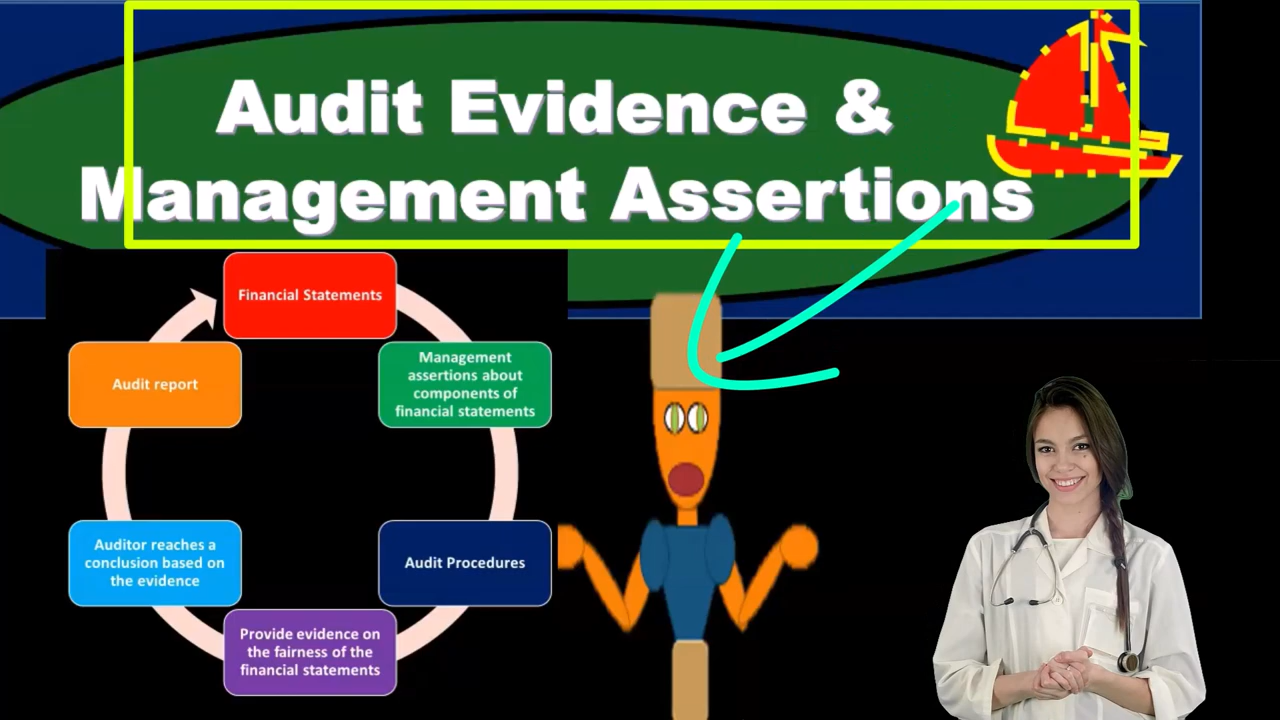 Audit Evidence &
Management Assertions
Financial Statements
Management
assertions about
components of
financial statements
Audit Procedures
Provide evidence on
the fairness of the
financial statements
Auditor reaches a
conclusion based on
the evidence
Audit report